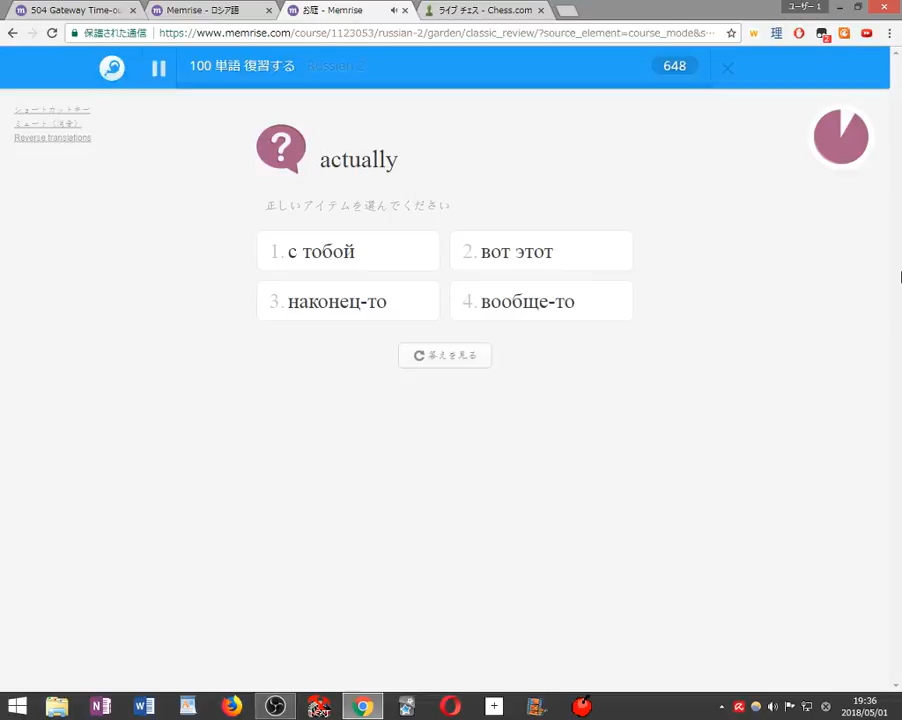 504 Gateway Time-o
Memrise - ロシア語
お庭 - Memrise
ライブ チェス - Chess.com
ユーザー 1
保護された通信
https://www.memrise.com/course/1123053/russian-2/garden/classic_review/?source_element=course_mode&s...
100 単語 復習する Russian 2
648
ショートカットキー
ミュート（消音）
Reverse translations
?
actually
正しいアイテムを選んでください
1. с тобой
2. вот этот
3. наконец-то
4. вообще-то
答えを見る
19:36
2018/05/01